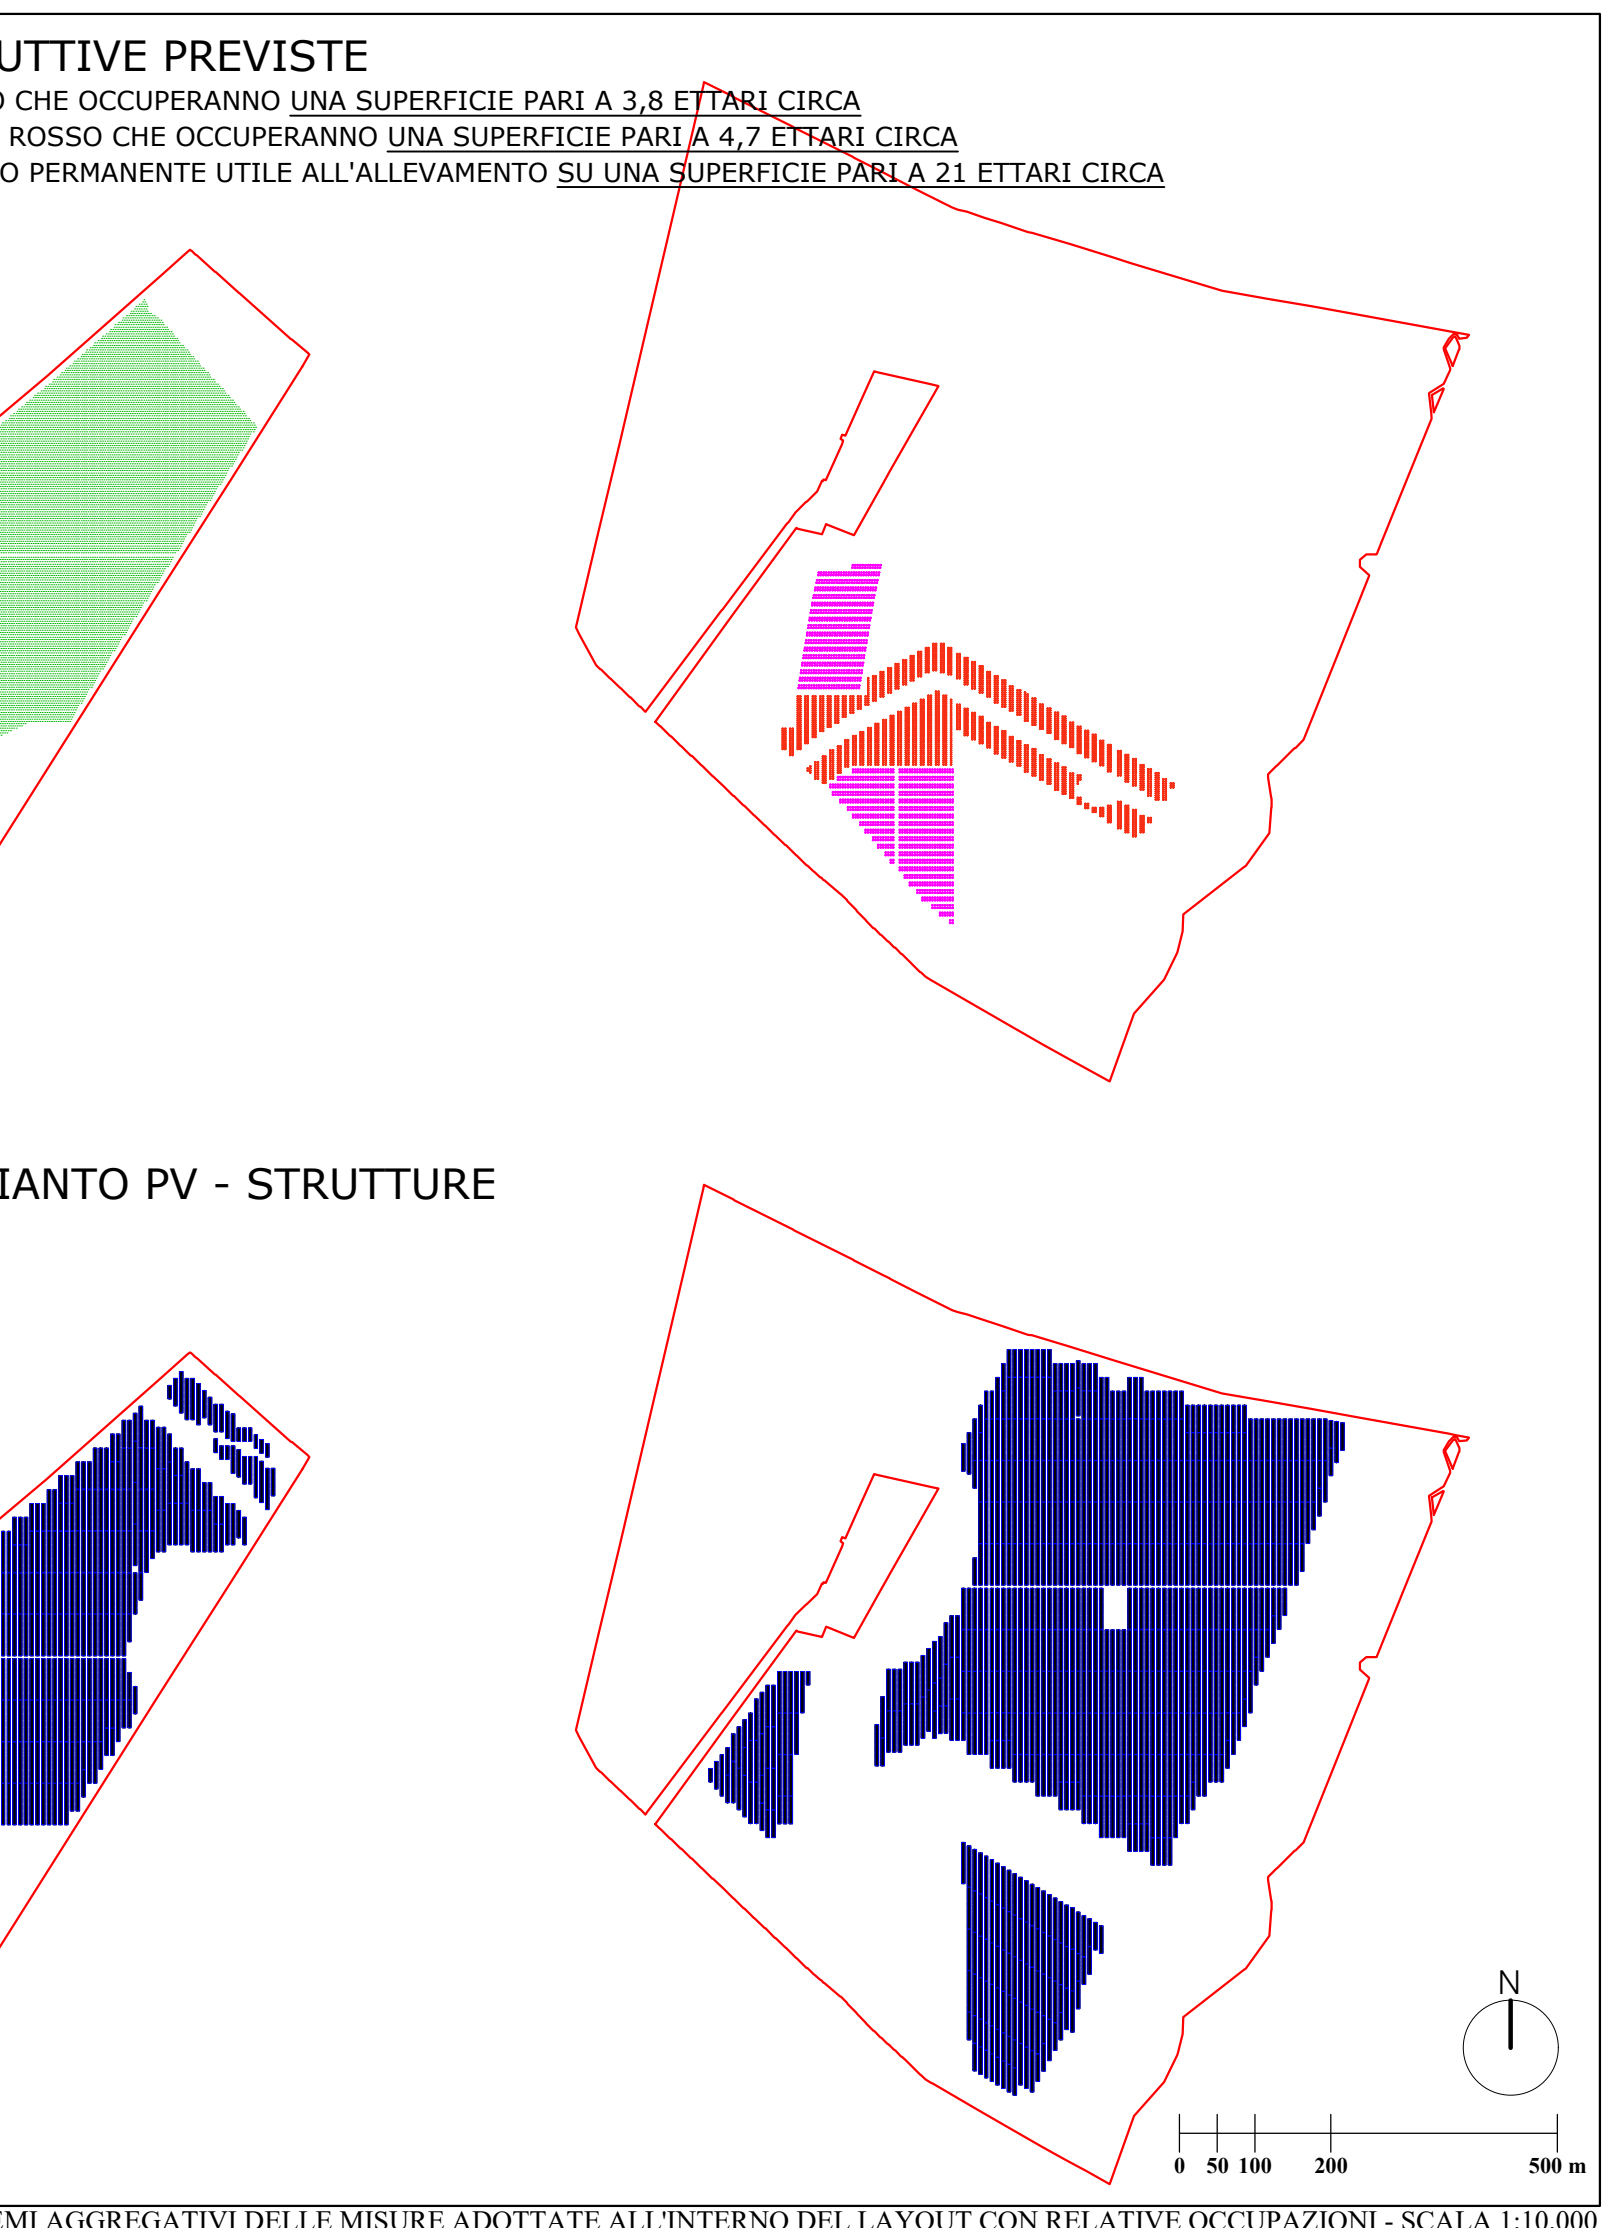 UTTIVE PREVISTE
O CHE OCCUPERANNO UNA SUPERFICIE PARI A 3,8 ETTARI CIRCA
ROSSO CHE OCCUPERANNO UNA SUPERFICIE PARI A 4,7 ETTARI CIRCA
O PERMANENTE UTILE ALL'ALLEVAMENTO SU UNA SUPERFICIE PARI A 21 ETTARI CIRCA
IANTO PV - STRUTTURE
N
0 50 100 200 500 m
EMI AGGREGATIVI DELLE MISURE ADOTTATE ALL'INTERNO DEL LAYOUT CON RELATIVE OCCUPAZIONI - SCALA 1:10.000